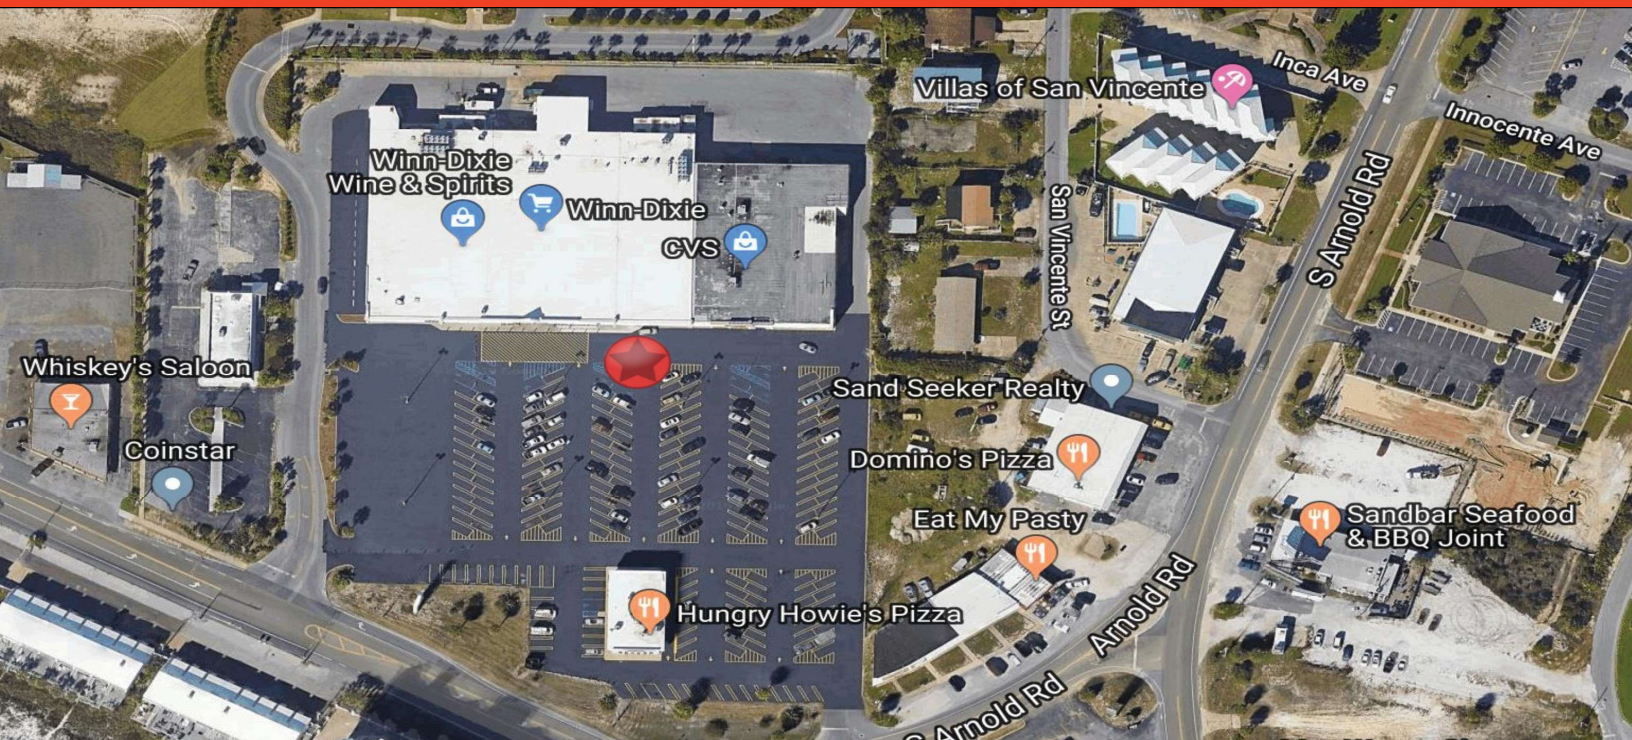 Inca Ave
Villas of San Vincente
Innocente Ave
Winn-Dixie
Wine & Spirits
Winn-Dixie
CVS
San Vincente St
S Arnold Rd
Whiskey's Saloon
Sand Seeker Realty
Coinstar
Domino's Pizza
Eat My Pasty
Sandbar Seafood
& BBQ Joint
Hungry Howie's Pizza
Arnold Rd
S Arnold Rd